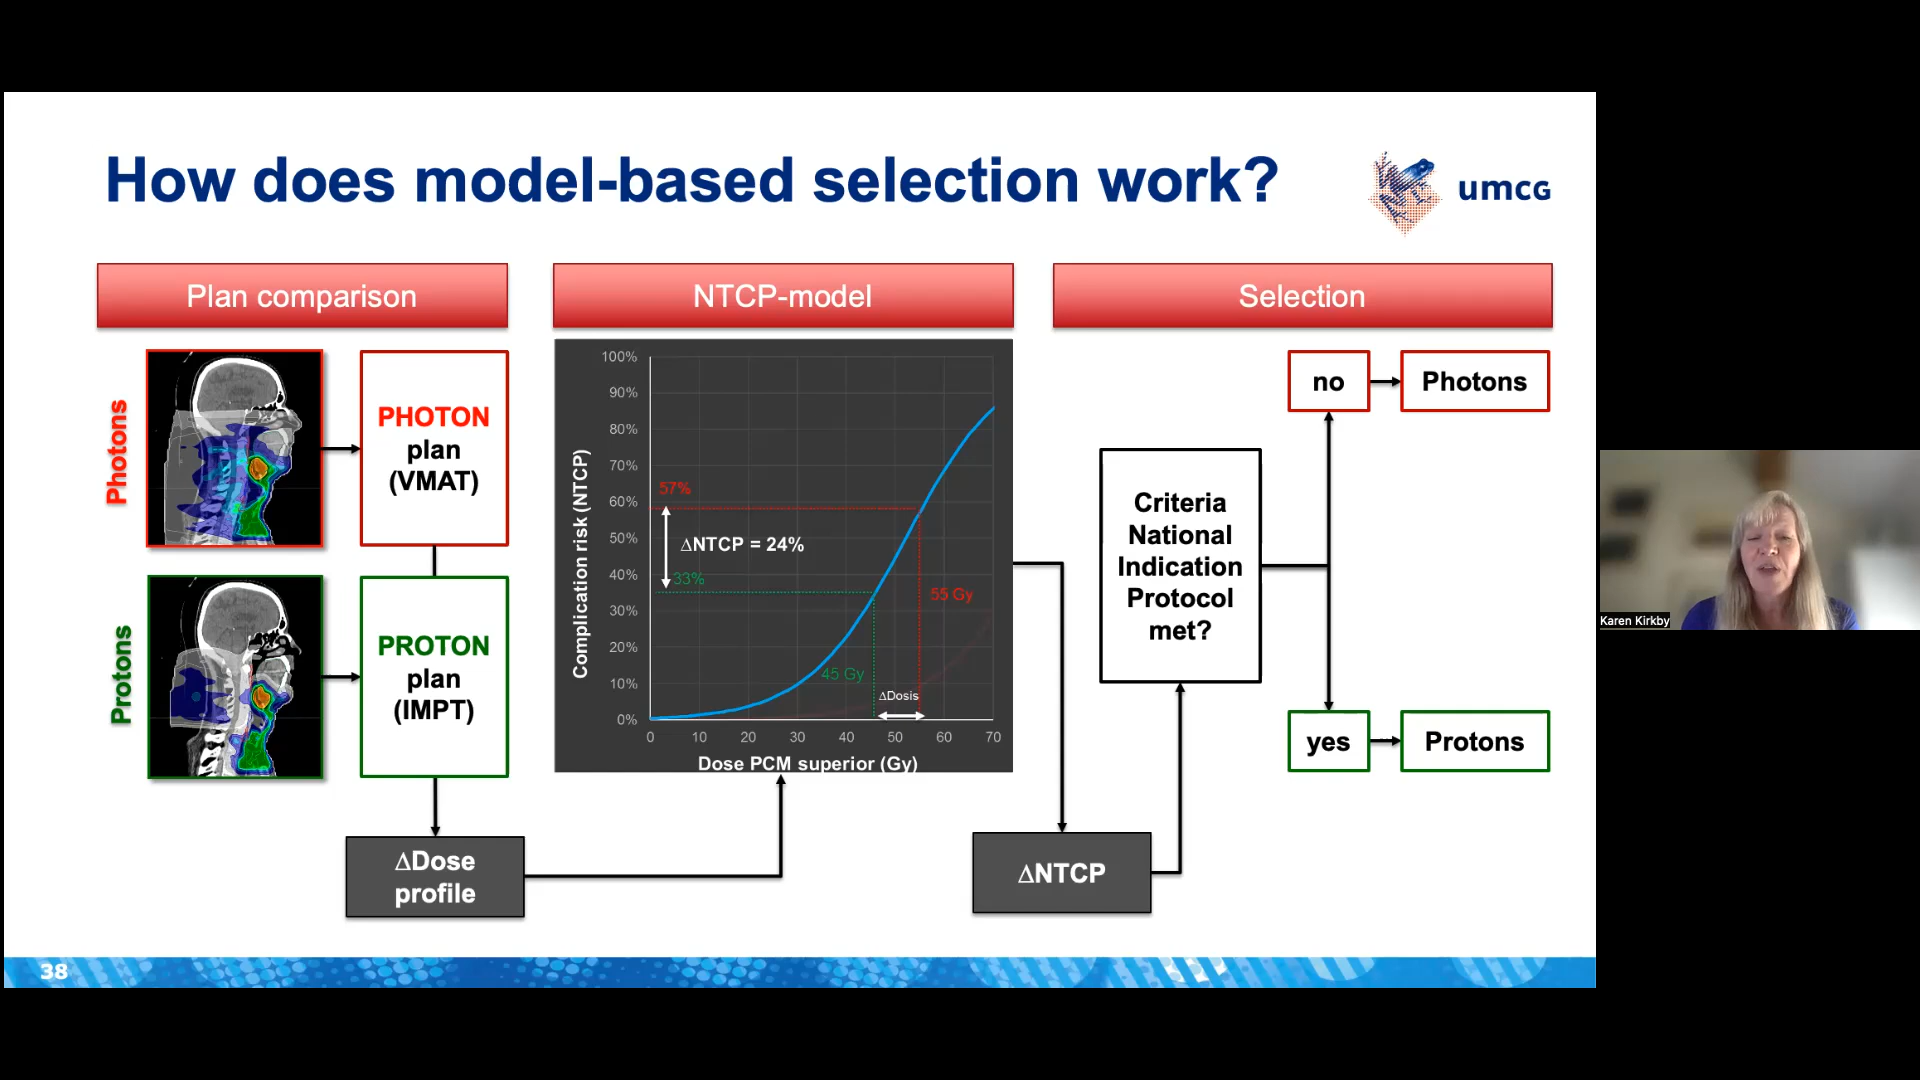 How does model-based selection work?
umcg
Plan comparison
NTCP-model
Selection
Photons
PHOTON
plan
(VMAT)
Protons
PROTON
plan
(IMPT)
ΔDose
profile
Complication risk (NTCP)
100%
90%
80%
70%
60%
50%
40%
30%
20%
10%
0%
57%
ΔNTCP = 24%
33%
55 Gy
45 Gy
ΔDosis
0 10 20 30 40 50 60 70
Dose PCM superior (Gy)
ΔNTCP
Criteria
National
Indication
Protocol
met?
no
Photons
yes
Protons
38
Karen Kirkby